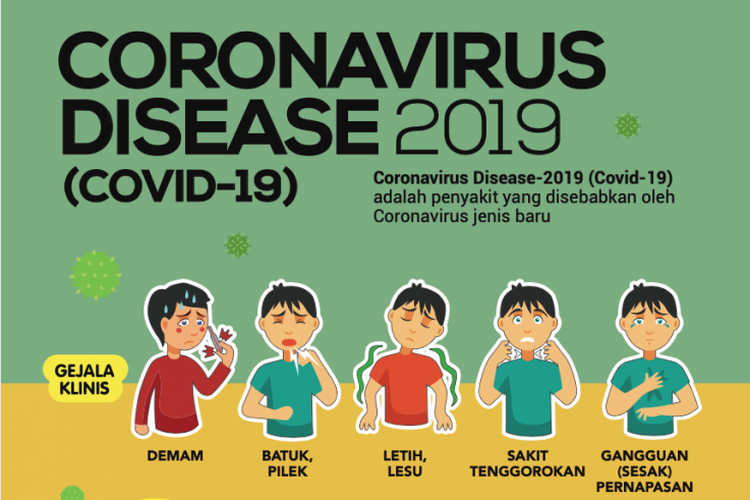 CORONAVIRUS
DISEASE 2019
(COVID-19)
Coronavirus Disease-2019 (Covid-19)
adalah penyakit yang disebabkan oleh
Coronavirus jenis baru
GEJALA
KLINIS
DEMAM
BATUK,
PILEK
LETIH,
LESU
SAKIT
TENGGOROKAN
GANGGUAN
(SESAK)
PERNAPASAN